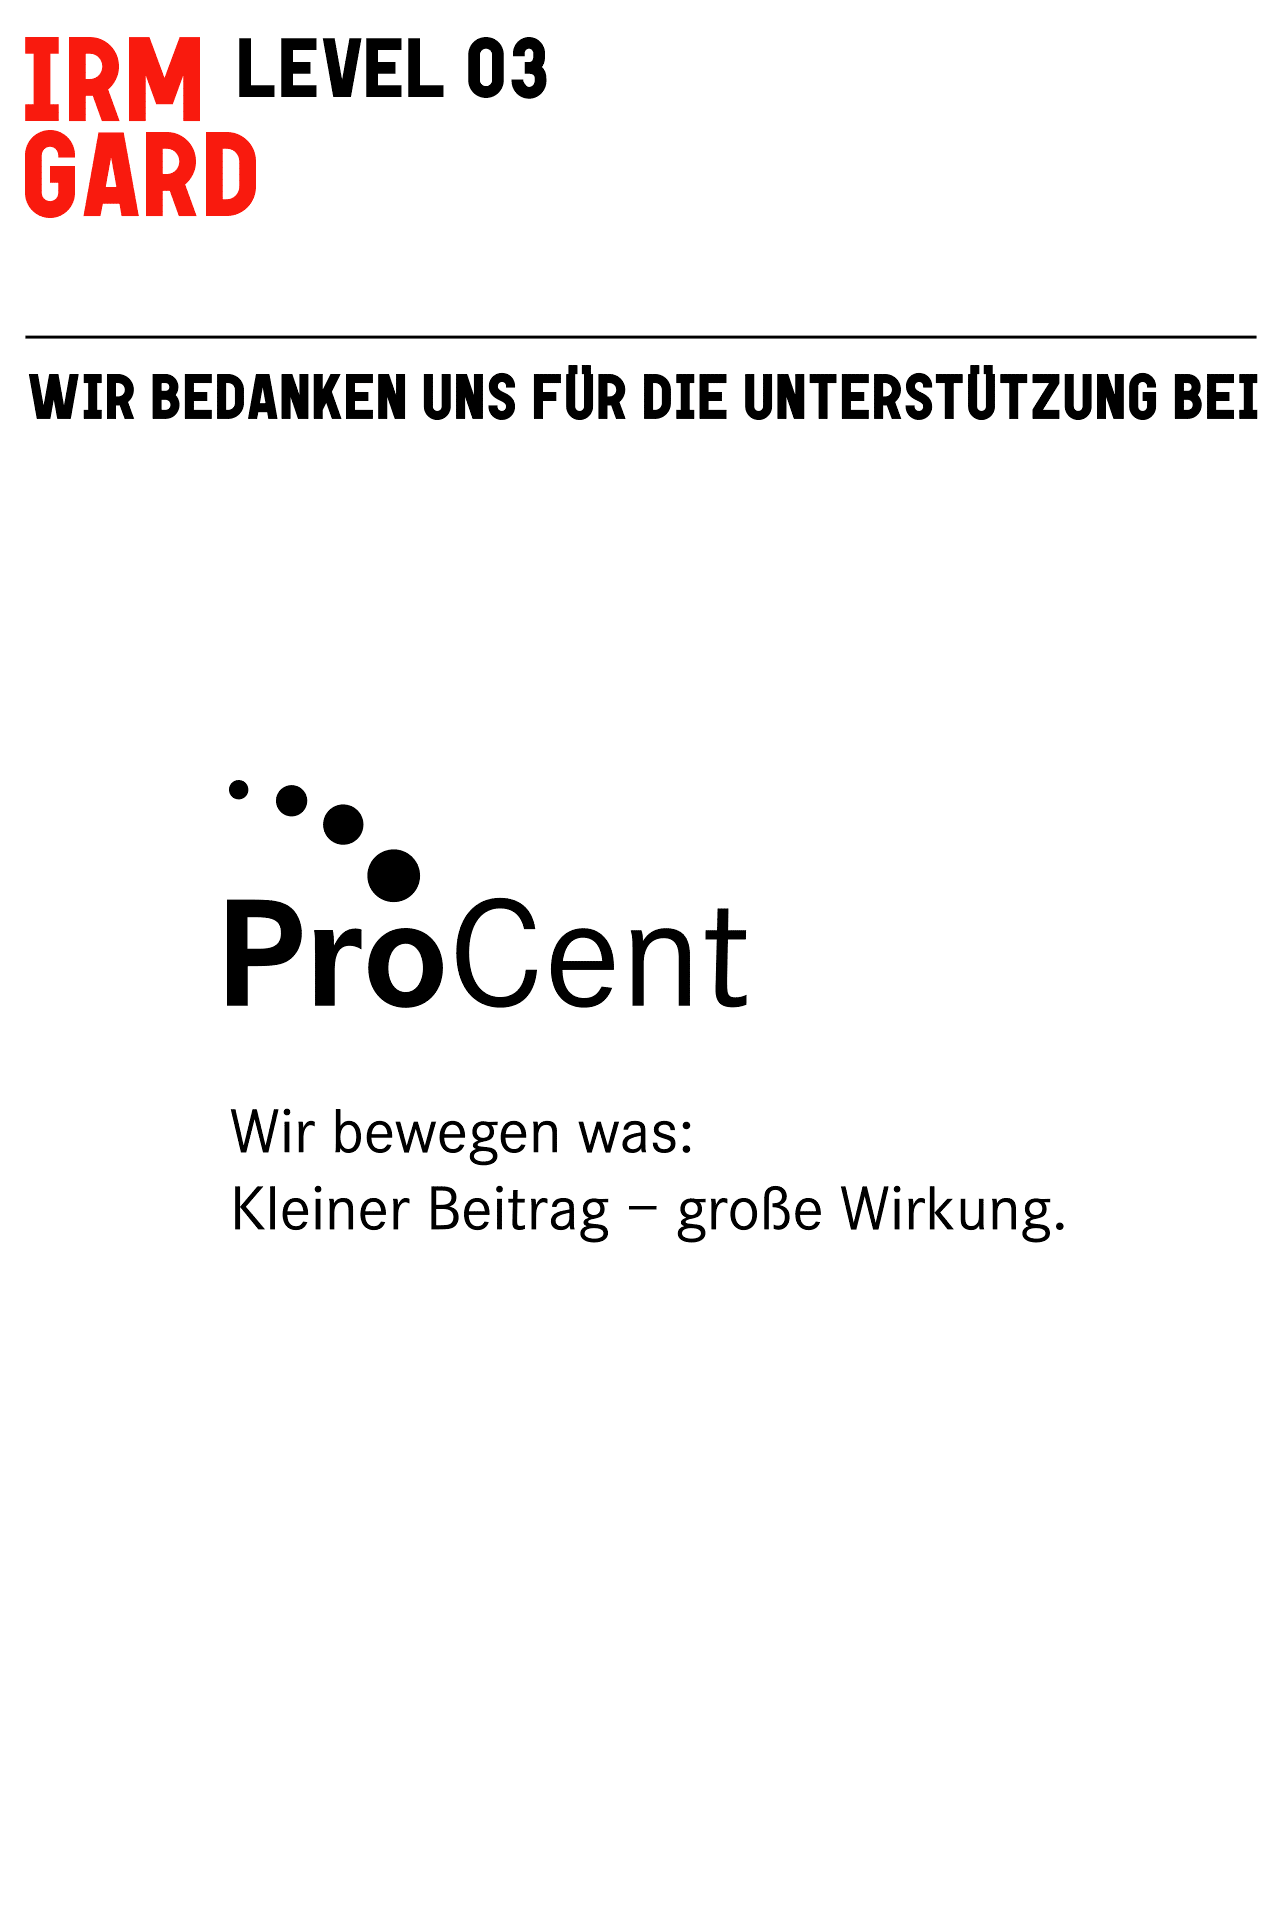 IRM
GARD
LEVEL 03
WIR BEDANKEN UNS FÜR DIE UNTERSTÜTZUNG BEI
ProCent
Wir bewegen was:
Kleiner Beitrag – große Wirkung.